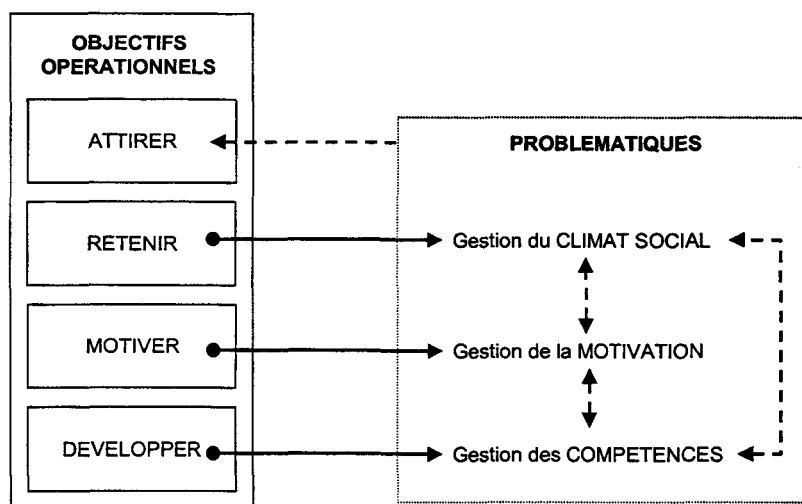 OBJECTIFS
OPERATIONNELS
ATTIRER
RETENIR
MOTIVER
DEVELOPPER
PROBLEMATIQUES
Gestion du CLIMAT SOCIAL
Gestion de la MOTIVATION
Gestion des COMPETENCES